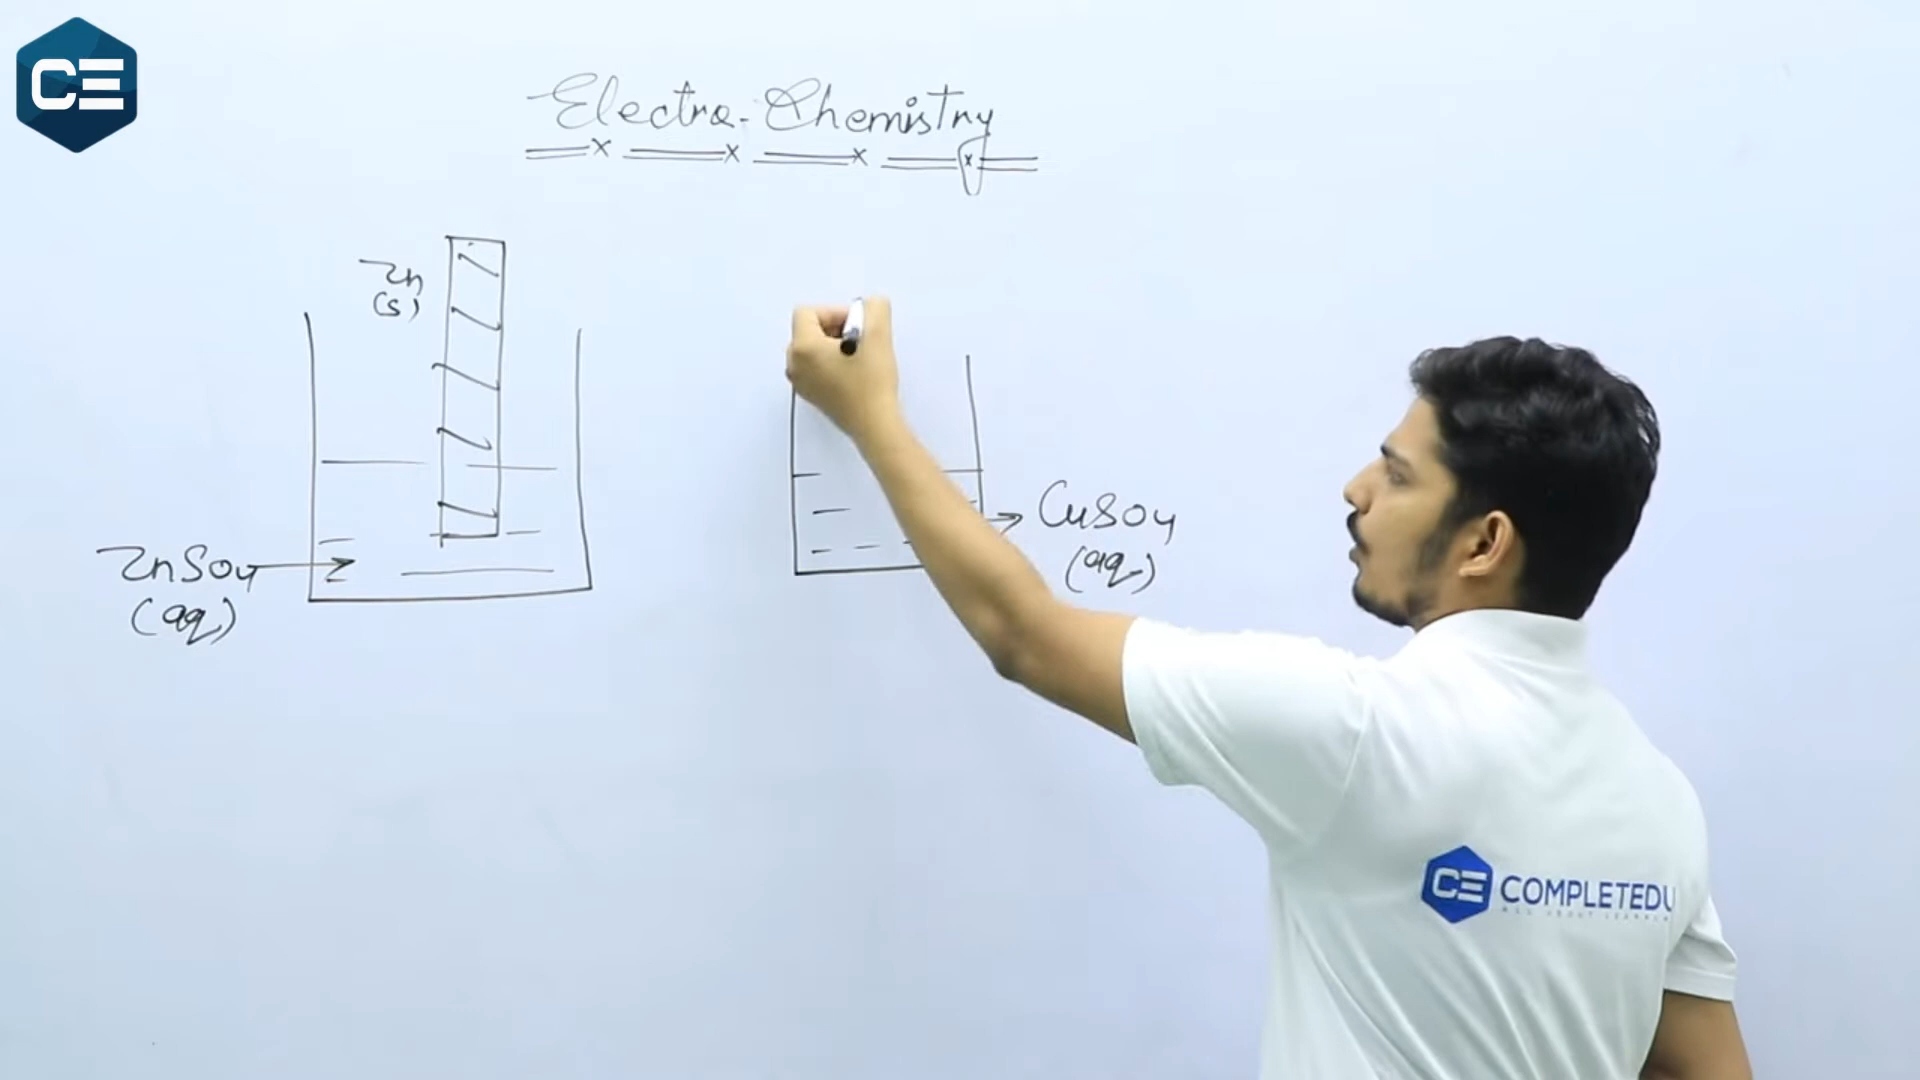 CE
Electro-Chemistry
Zn
(s)
ZnSO4
(aq)
CuSO4
(aq)
CE COMPLETEDU